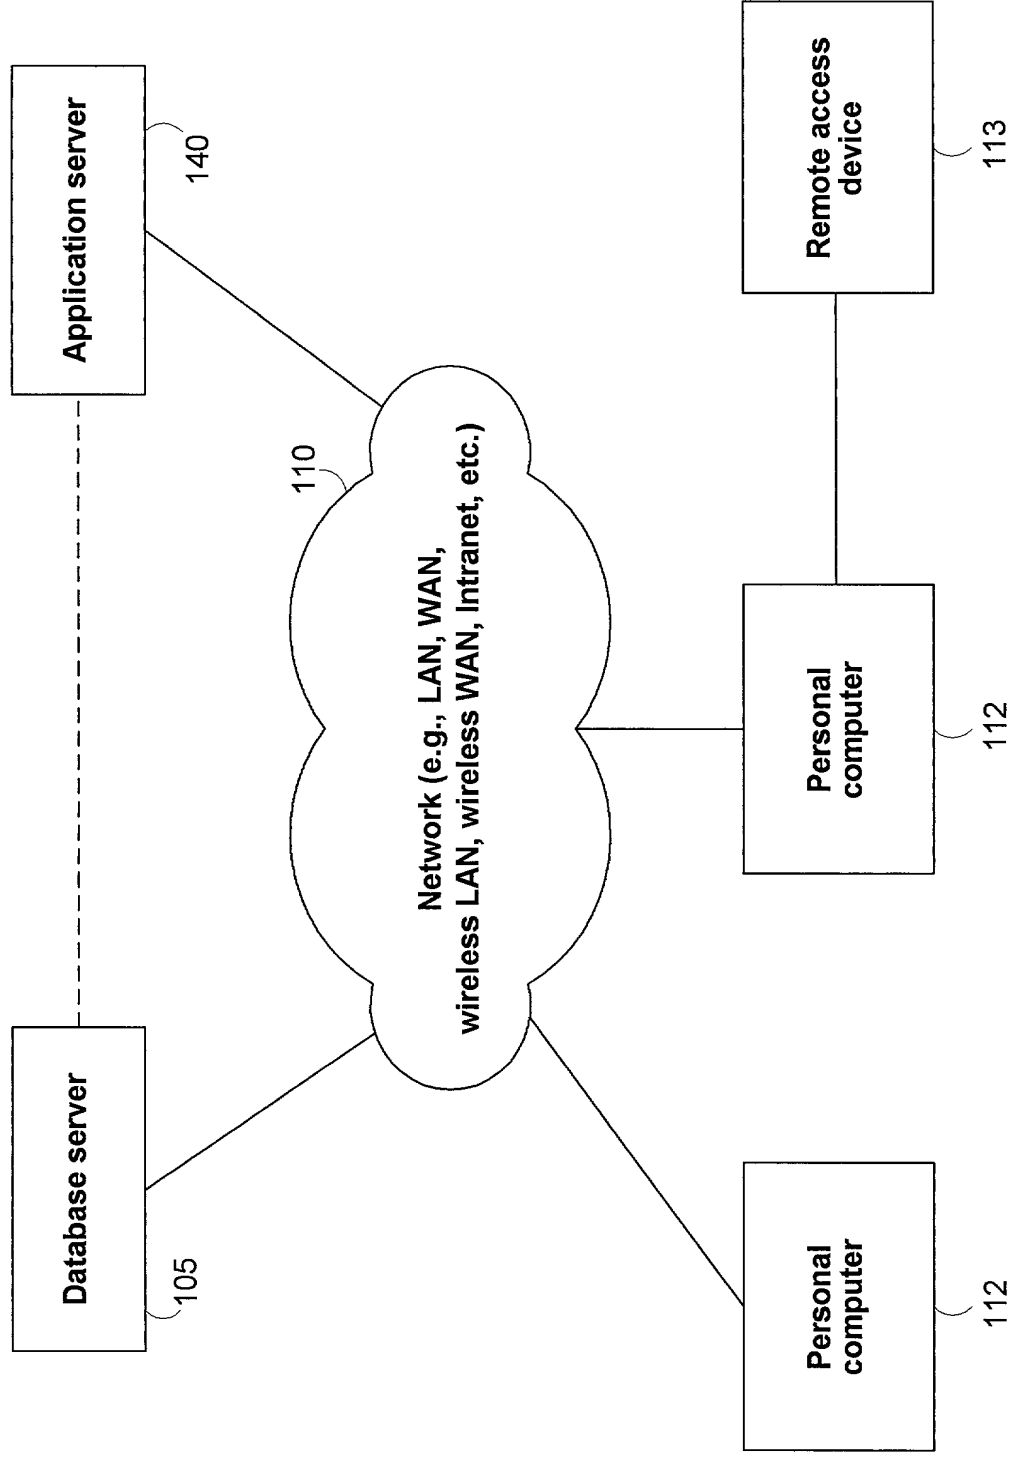 Database server
105
Application server
140
110
Network (e.g., LAN, WAN,
wireless LAN, wireless WAN, Intranet, etc.)
Personal
computer
112
Personal
computer
112
Remote access
device
113